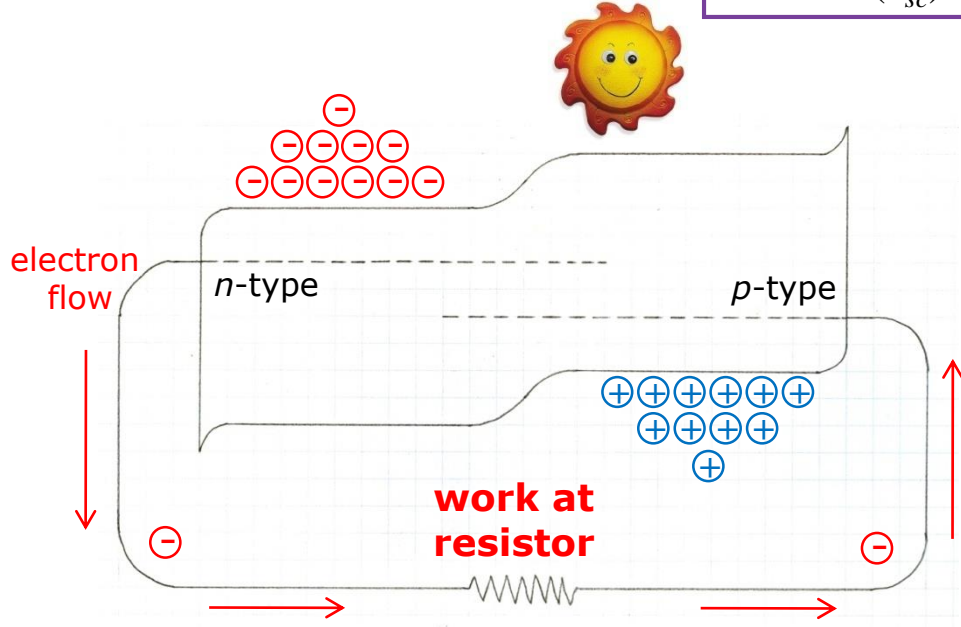 electron
flow
n-type
p-type
work at
resistor